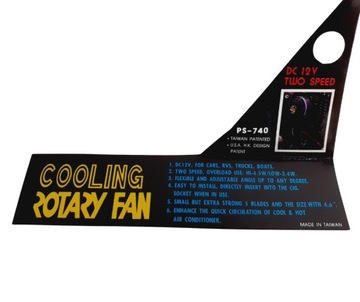 DC 12V
TWO SPEED
PS-740
• TAIWAN PATENTED
• U.S.A. H.K. DESIGN
PATENT
COOLING
ROTARY FAN
1. DC12V, FOR CARS, RVS, TRUCKS, BOATS.
2. TWO SPEED, OVERLOAD USE: HI-4.5W/LOW-3.4W.
3. FLEXIBLE AND ADJUSTABLE ANGLE UP TO ANY DEGREE.
4. EASY TO INSTALL, DIRECTLY INSERT INTO THE CIG.
SOCKET WHEN IN USE.
5. SMALL BUT EXTRA STRONG 5 BLADES AND THE SIZE WITH 4.6".
6. ENHANCE THE QUICK CIRCULATION OF COOL & HOT
AIR CONDITIONER.
MADE IN TAIWAN